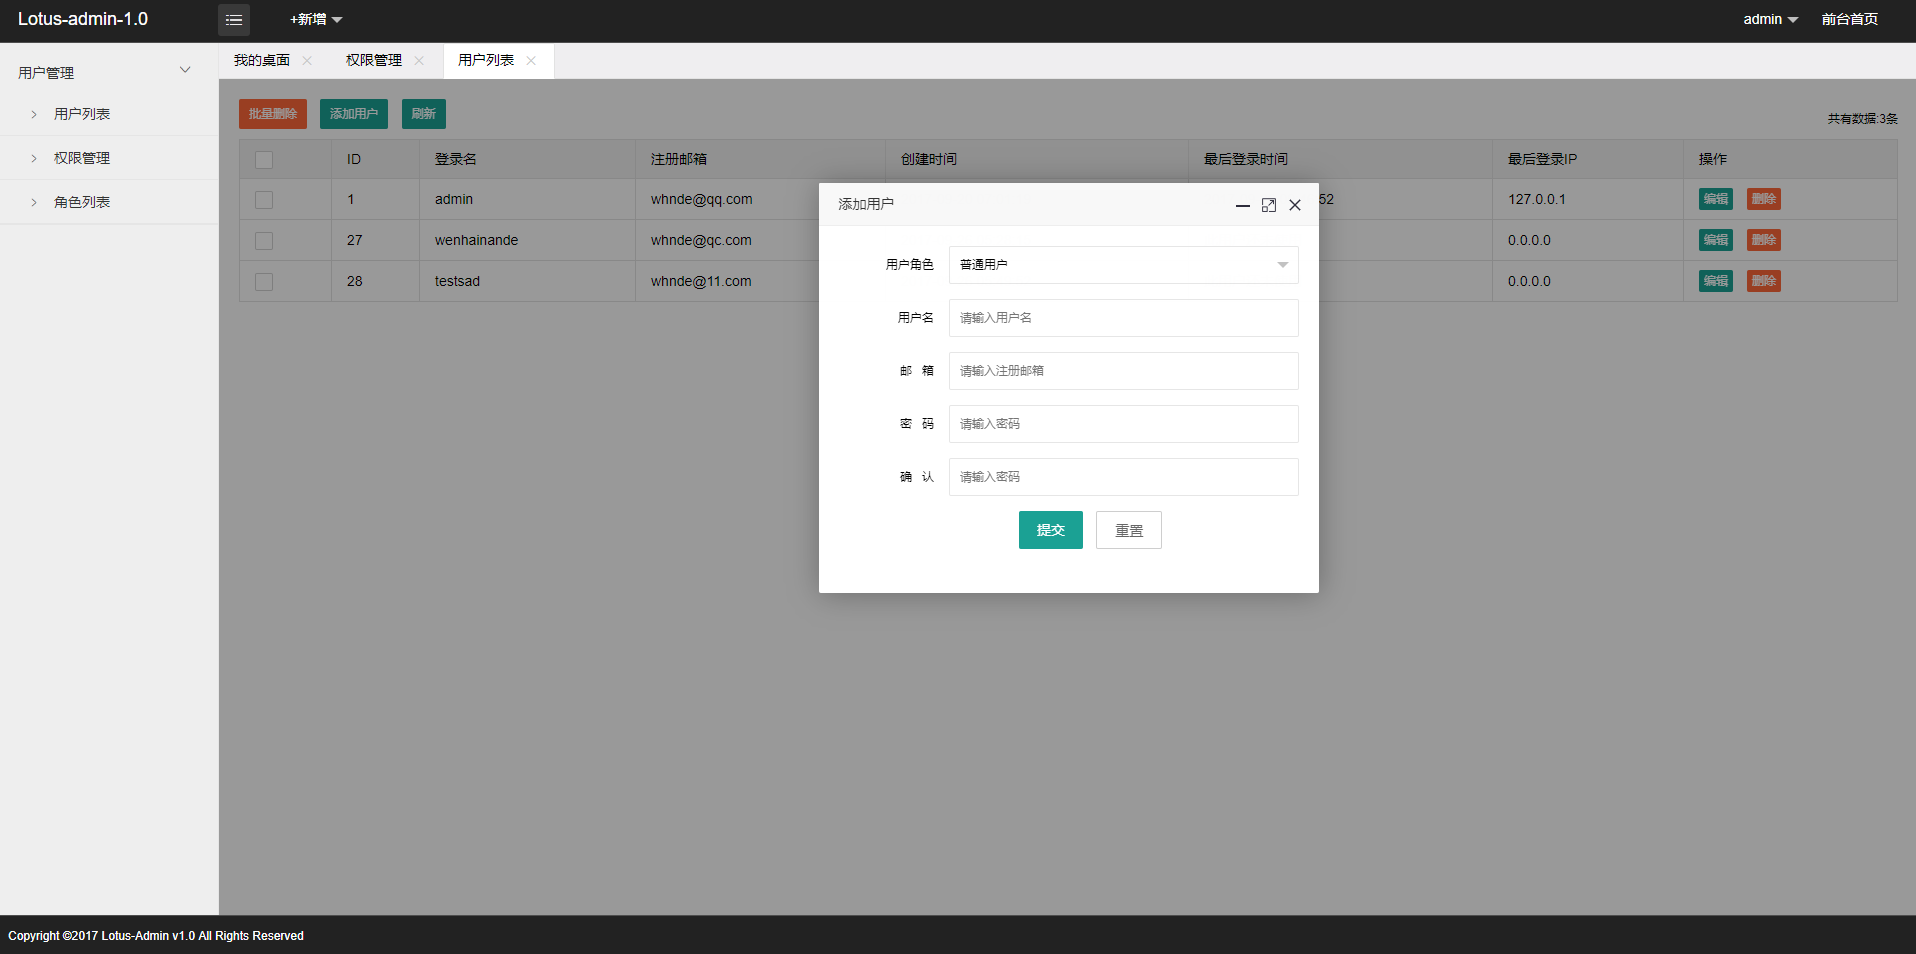 Lotus-admin-1.0
+新增
admin
前台首页
用户管理
用户列表
权限管理
角色列表
我的桌面
权限管理
用户列表
批量删除
添加用户
刷新
共有数据:3条
ID 登录名 注册邮箱 创建时间 最后登录时间 最后登录IP 操作
1 admin whnde@qq.com 52 127.0.0.1 编辑 删除
27 wenhainande whnde@qc.com 0.0.0.0 编辑 删除
28 testsad whnde@11.com 0.0.0.0 编辑 删除
添加用户
用户角色 普通用户
用户名 请输入用户名
邮 箱 请输入注册邮箱
密 码 请输入密码
确 认 请输入密码
提交 重置
Copyright ©2017 Lotus-Admin v1.0 All Rights Reserved